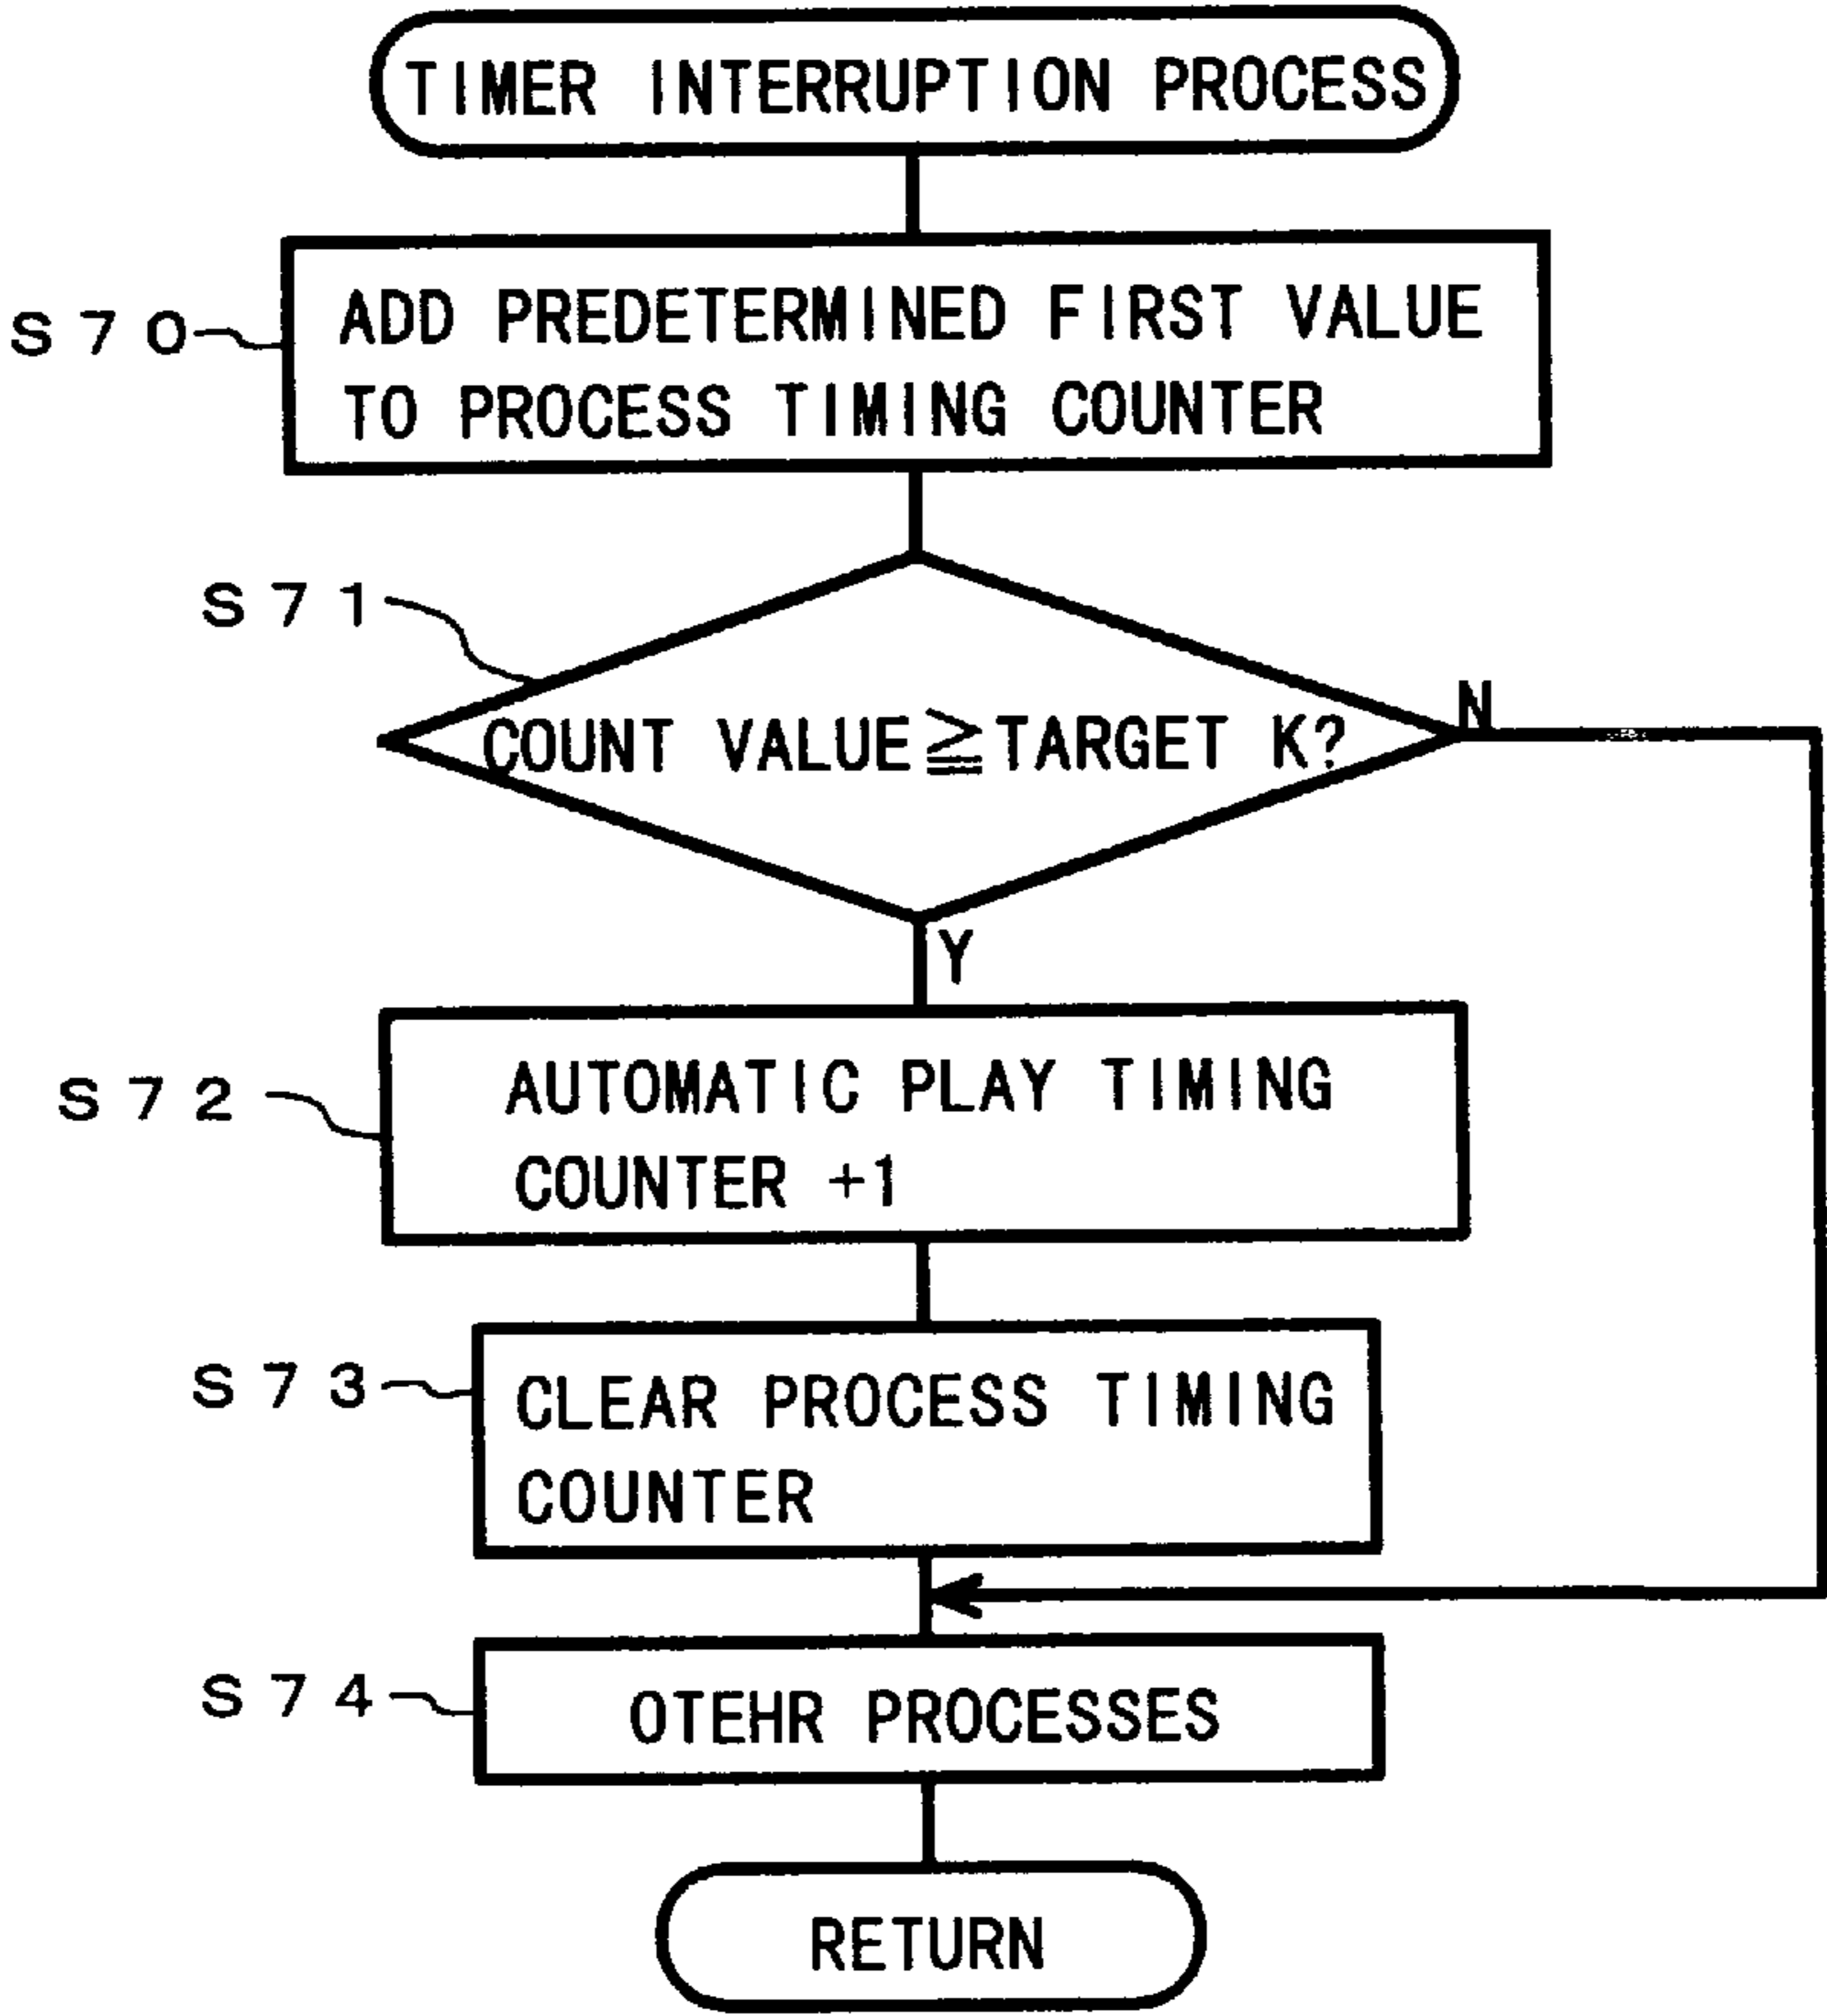 TIMER INTERRUPTION PROCESS
S70
ADD PREDETERMINED FIRST VALUE
TO PROCESS TIMING COUNTER
S71
COUNT VALUE≧TARGET K?
N
Y
S72
AUTOMATIC PLAY TIMING
COUNTER +1
S73
CLEAR PROCESS TIMING
COUNTER
S74
OTEHR PROCESSES
RETURN